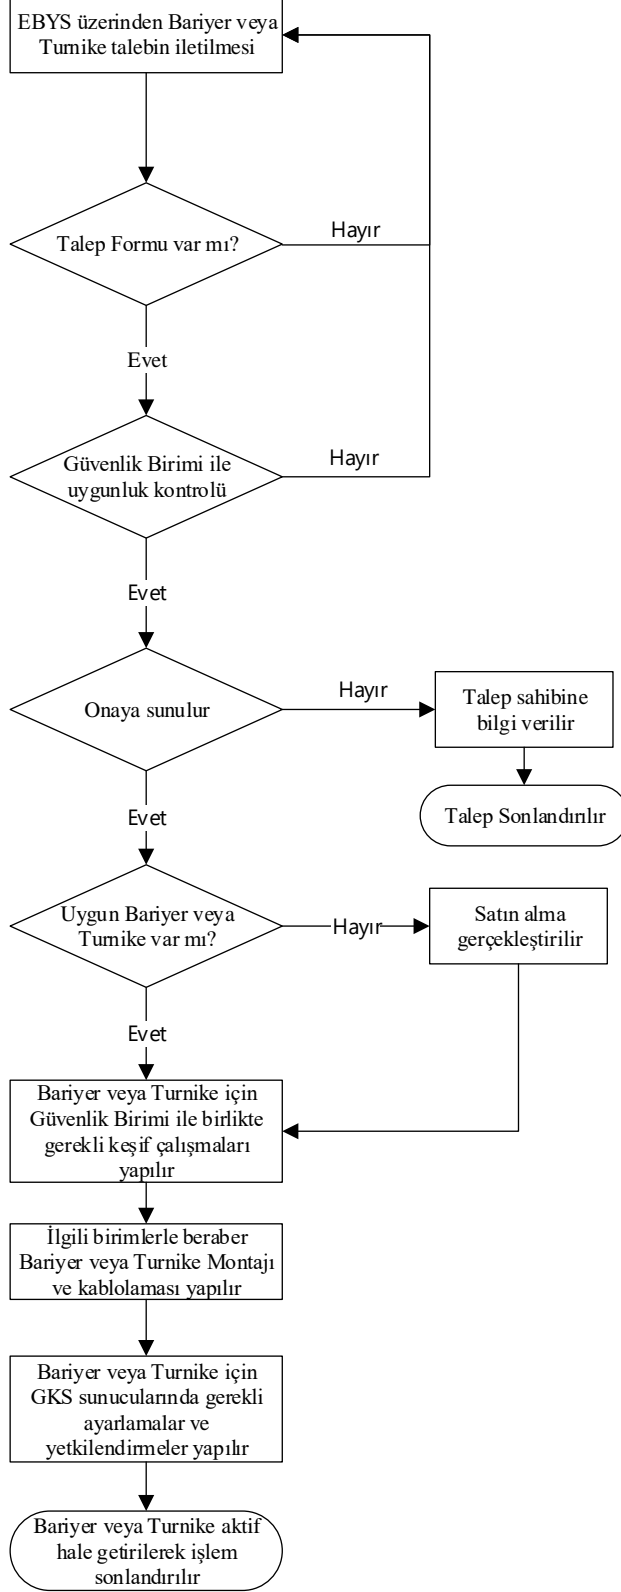 EBYS üzerinden Bariyer veya
Turnike talebin iletilmesi
Talep Formu var mı?
Hayır
Evet
Güvenlik Birimi ile
uygunluk kontrolü
Hayır
Evet
Onaya sunulur
Hayır
Talep sahibine
bilgi verilir
Talep Sonlandırılır
Evet
Uygun Bariyer veya
Turnike var mı?
Hayır
Satın alma
gerçekleştirilir
Evet
Bariyer veya Turnike için
Güvenlik Birimi ile birlikte
gerekli keşif çalışmaları
yapılır
İlgili birimlerle beraber
Bariyer veya Turnike Montajı
ve kablolaması yapılır
Bariyer veya Turnike için
GKS sunucularında gerekli
ayarlamalar ve
yetkilendirmeler yapılır
Bariyer veya Turnike aktif
hale getirilerek işlem
sonlandırılır